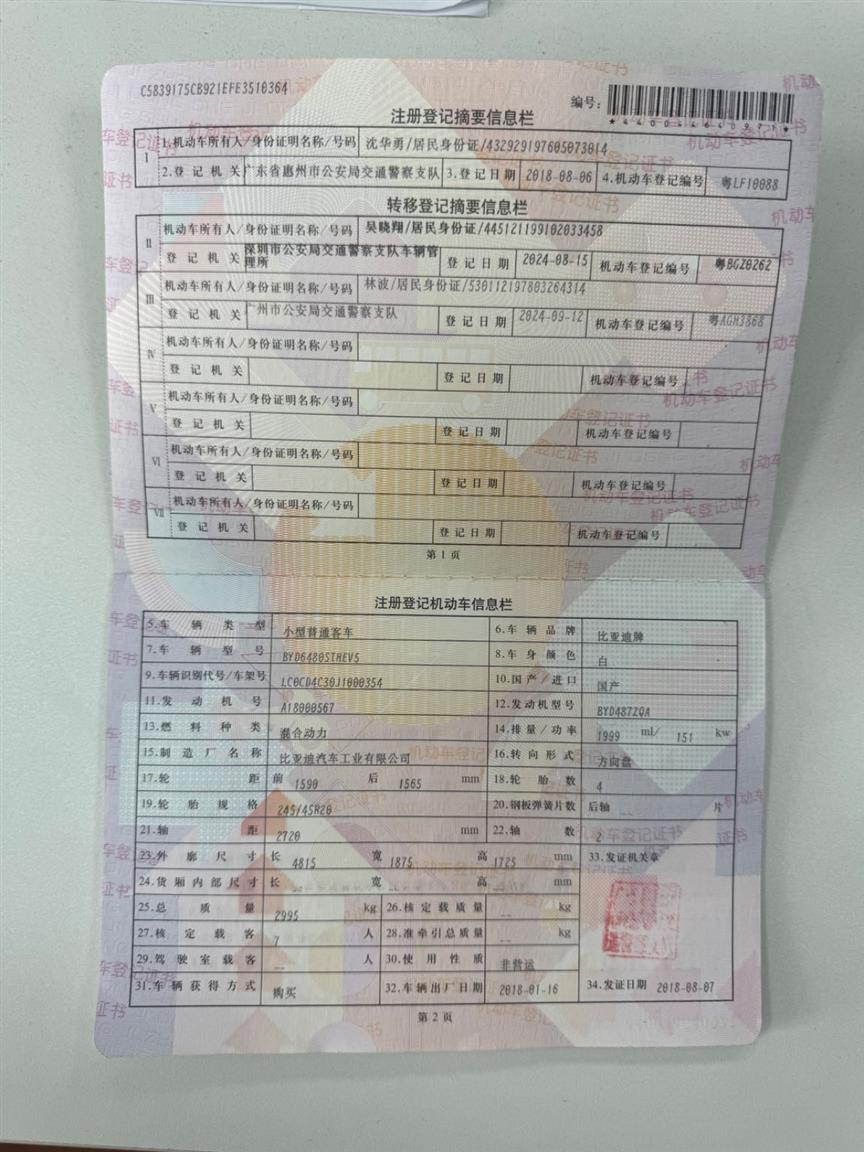 C5839175CB921EFE3510364
编号:
注册登记摘要信息栏
I 1.机动车所有人/身份证明名称/号码 沈华勇/居民身份证/432929197605073014
2.登记机关 广东省惠州市公安局交通警察支队 3.登记日期 2018-08-06 4.机动车登记编号 粤LF10088
转移登记摘要信息栏
II 机动车所有人/身份证明名称/号码 吴晓翔/居民身份证/445121199102033458
登记机关 深圳市公安局交通警察支队车辆管理所 登记日期 2024-08-15 机动车登记编号 粤BGZ0262
III 机动车所有人/身份证明名称/号码 林波/居民身份证/530112197803264314
登记机关 广州市公安局交通警察支队 登记日期 2024-09-12 机动车登记编号 粤AGH3868
IV 机动车所有人/身份证明名称/号码
登记机关 登记日期 机动车登记编号
V 机动车所有人/身份证明名称/号码
登记机关 登记日期 机动车登记编号
VI 机动车所有人/身份证明名称/号码
登记机关 登记日期 机动车登记编号
VII 机动车所有人/身份证明名称/号码
登记机关 登记日期 机动车登记编号
第1页
注册登记机动车信息栏
5.车辆类型 小型普通客车 6.车辆品牌 比亚迪牌
7.车辆型号 BYD6480STHEV5 8.车身颜色 白
9.车辆识别代号/车架号 LC0CD4C30J1000354 10.国产/进口 国产
11.发动机号 A18000567 12.发动机型号 BYD487ZQA
13.燃料种类 混合动力 14.排量/功率 1999 ml/ 151 kw
15.制造厂名称 比亚迪汽车工业有限公司 16.转向形式 方向盘
17.轮距 前 1590 后 1565 mm 18.轮胎数 4
19.轮胎规格 245/45R20 20.钢板弹簧片数 后轴 -- 片
21.轴距 2720 mm 22.轴数 2
23.外廓尺寸 长 4815 宽 1875 高 1725 mm 33.发证机关章
24.货厢内部尺寸 长 -- 宽 -- 高 -- mm
25.总质量 2995 kg 26.核定载质量 -- kg
27.核定载客 7 人 28.准牵引总质量 -- kg
29.驾驶室载客 -- 人 30.使用性质 非营运
31.车辆获得方式 购买 32.车辆出厂日期 2018-01-16 34.发证日期 2018-08-07
第2页